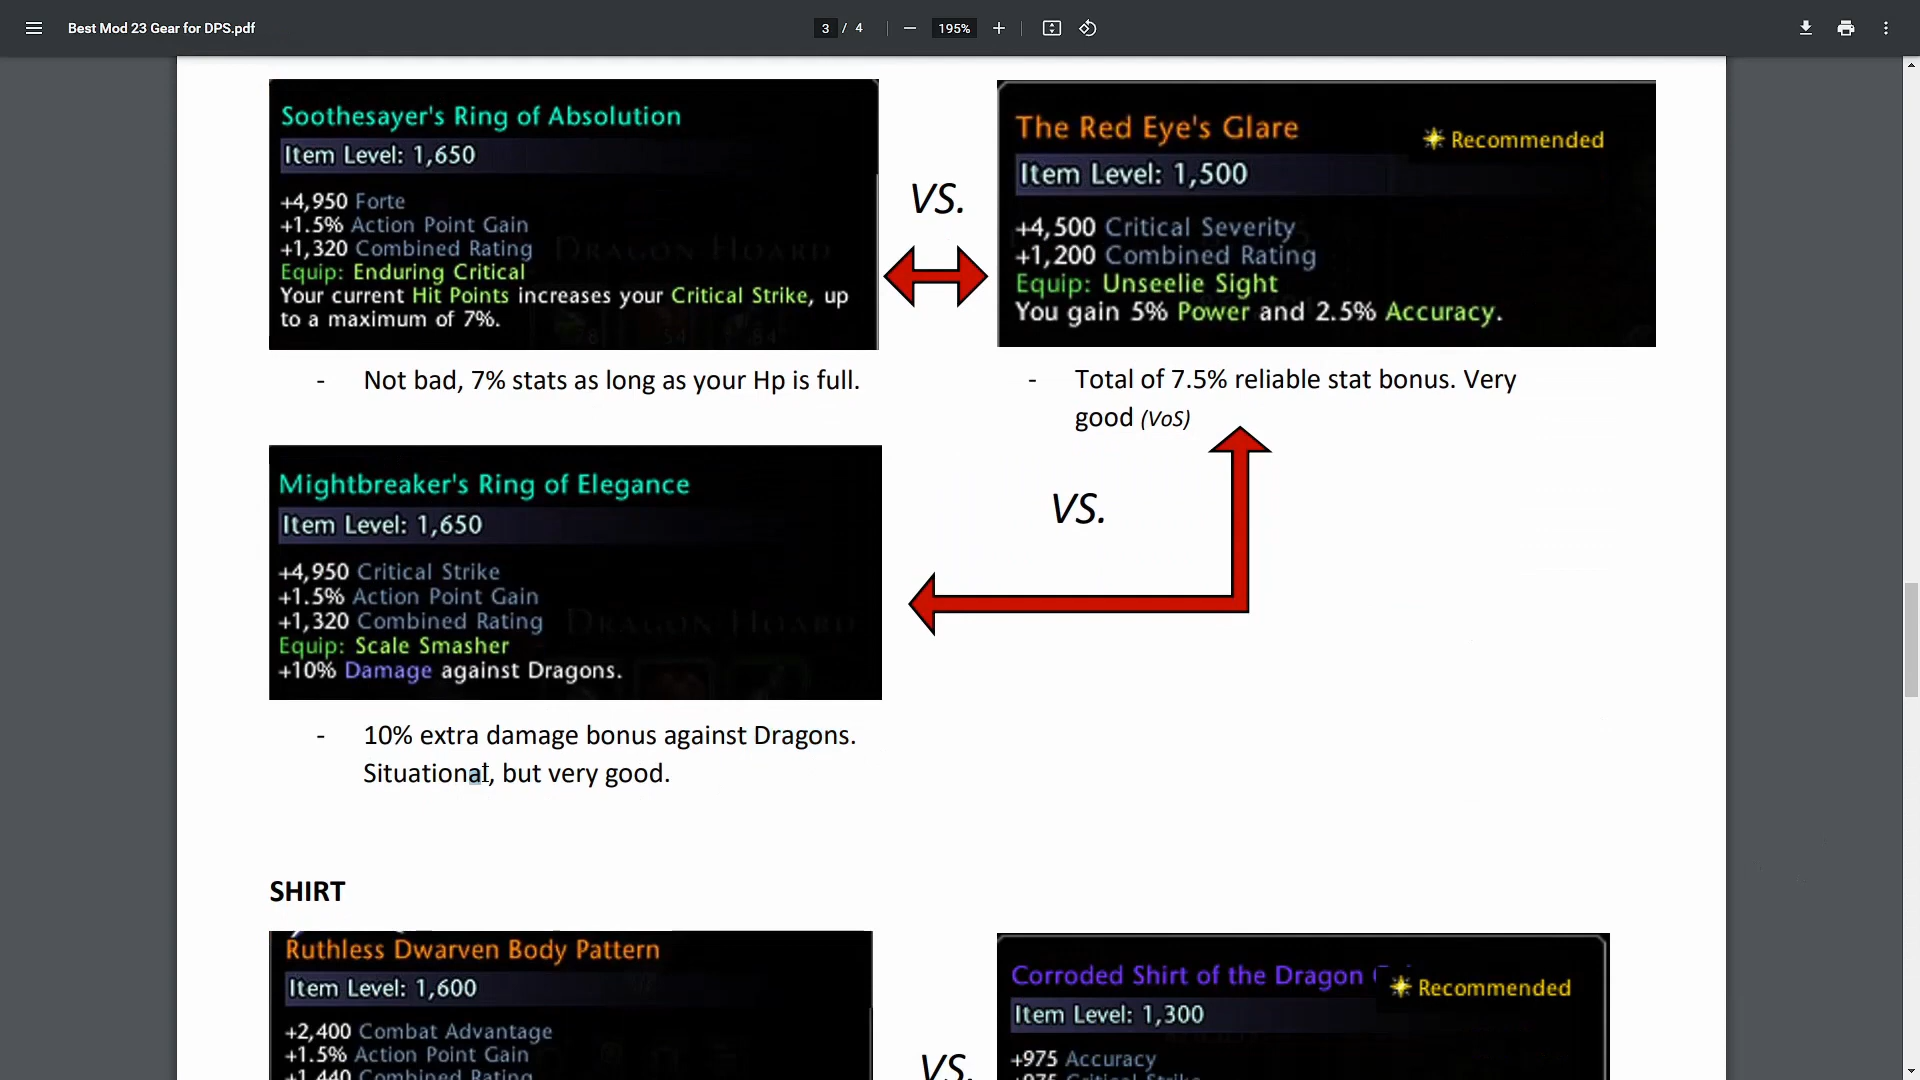 Best Mod 23 Gear for DPS.pdf
3 / 4
195%
Soothesayer's Ring of Absolution
Item Level: 1,650
+4,950 Forte
+1.5% Action Point Gain
+1,320 Combined Rating
Equip: Enduring Critical
Your current Hit Points increases your Critical Strike, up
to a maximum of 7%.
VS.
The Red Eye's Glare
Recommended
Item Level: 1,500
+4,500 Critical Severity
+1,200 Combined Rating
Equip: Unseelie Sight
You gain 5% Power and 2.5% Accuracy.
- Not bad, 7% stats as long as your Hp is full.
- Total of 7.5% reliable stat bonus. Very
good (VoS)
Mightbreaker's Ring of Elegance
Item Level: 1,650
+4,950 Critical Strike
+1.5% Action Point Gain
+1,320 Combined Rating
Equip: Scale Smasher
+10% Damage against Dragons.
VS.
- 10% extra damage bonus against Dragons.
Situational, but very good.
SHIRT
Ruthless Dwarven Body Pattern
Item Level: 1,600
+2,400 Combat Advantage
+1.5% Action Point Gain
+1,440 Combined Rating
VS.
Corroded Shirt of the Dragon
Recommended
Item Level: 1,300
+975 Accuracy
+975 Critical Strike